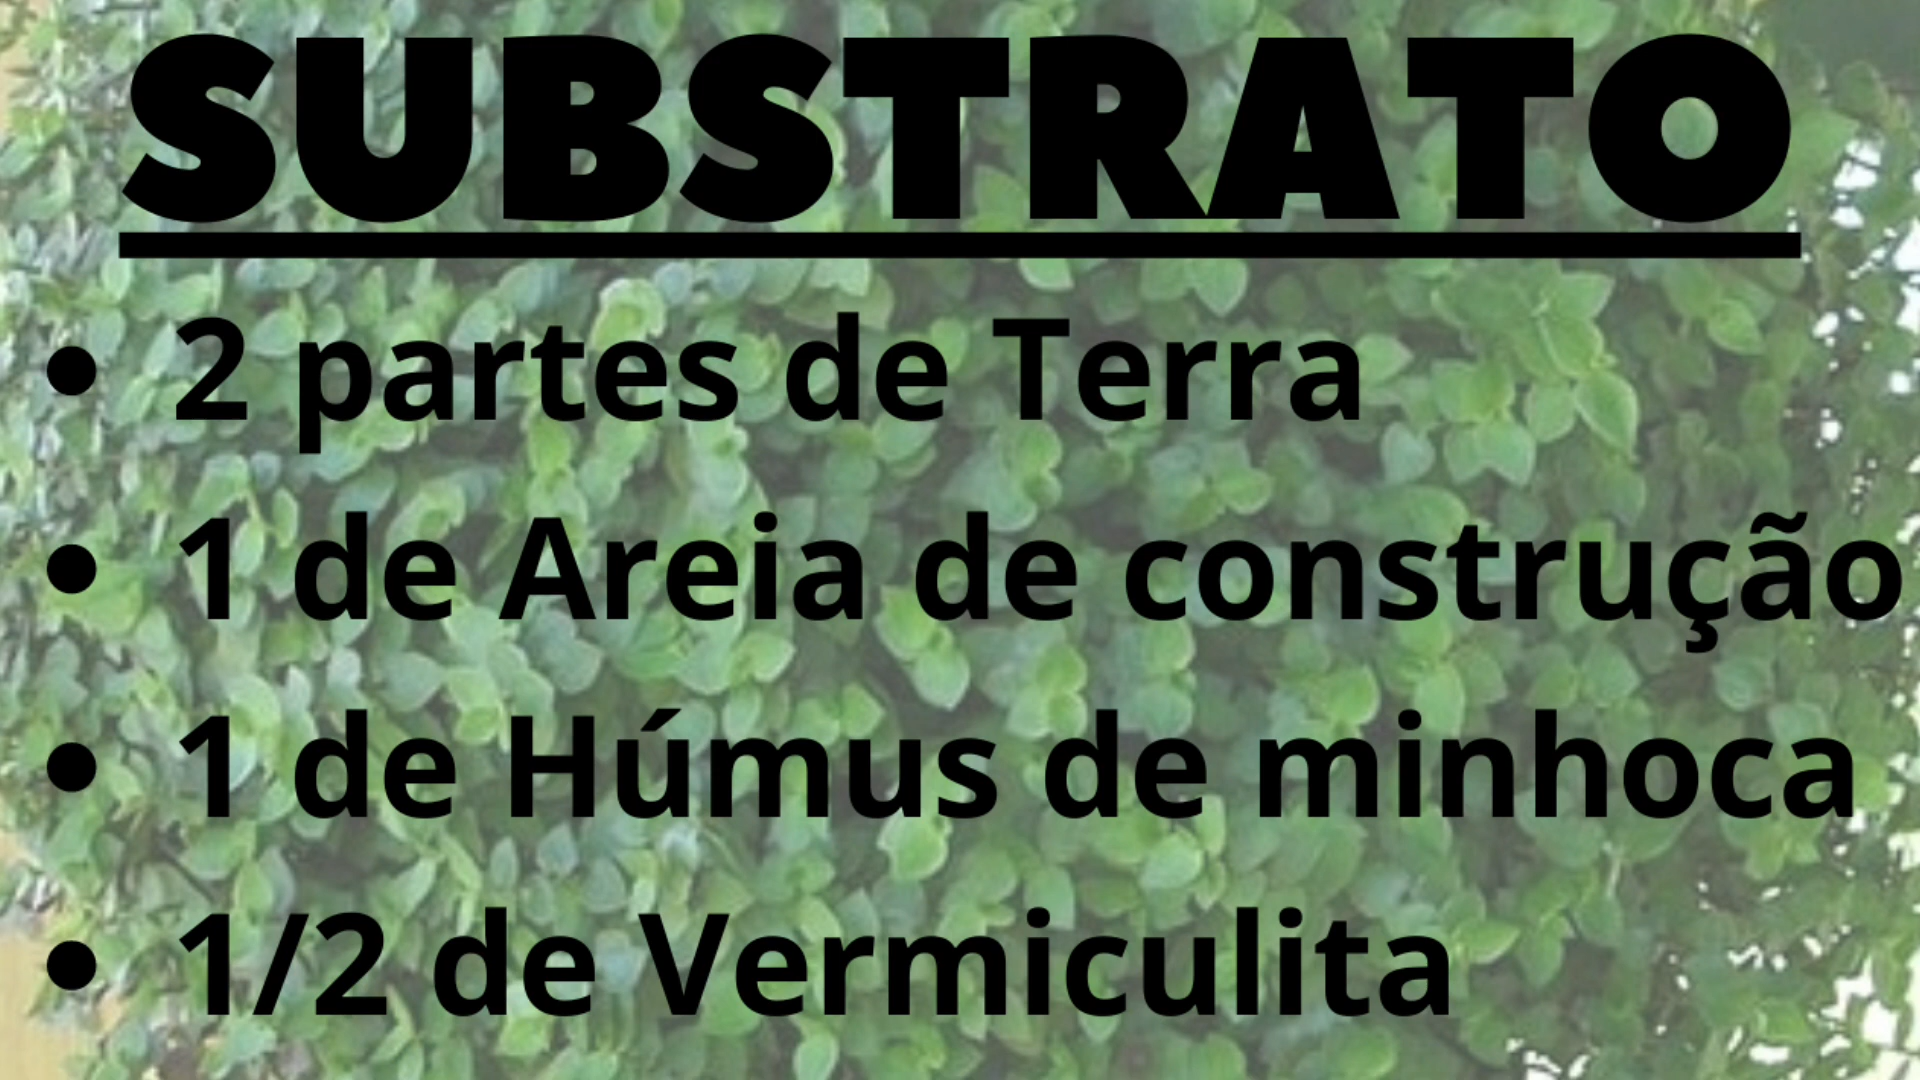 SUBSTRATO
• 2 partes de Terra
• 1 de Areia de construção
• 1 de Húmus de minhoca
• 1/2 de Vermiculita